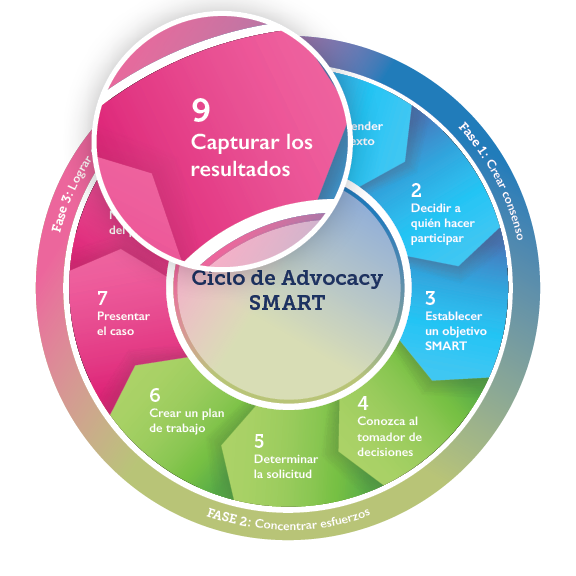 9
Capturar los
resultados
Fase 1: Crear consenso
2
Decidir a
quién hacer
participar
3
Establecer
un objetivo
SMART
4
Conozca al
tomador de
decisiones
5
Determinar
la solicitud
FASE 2: Concentrar esfuerzos
6
Crear un plan
de trabajo
7
Presentar
el caso
Fase 3: Lograr
Ciclo de Advocacy
SMART